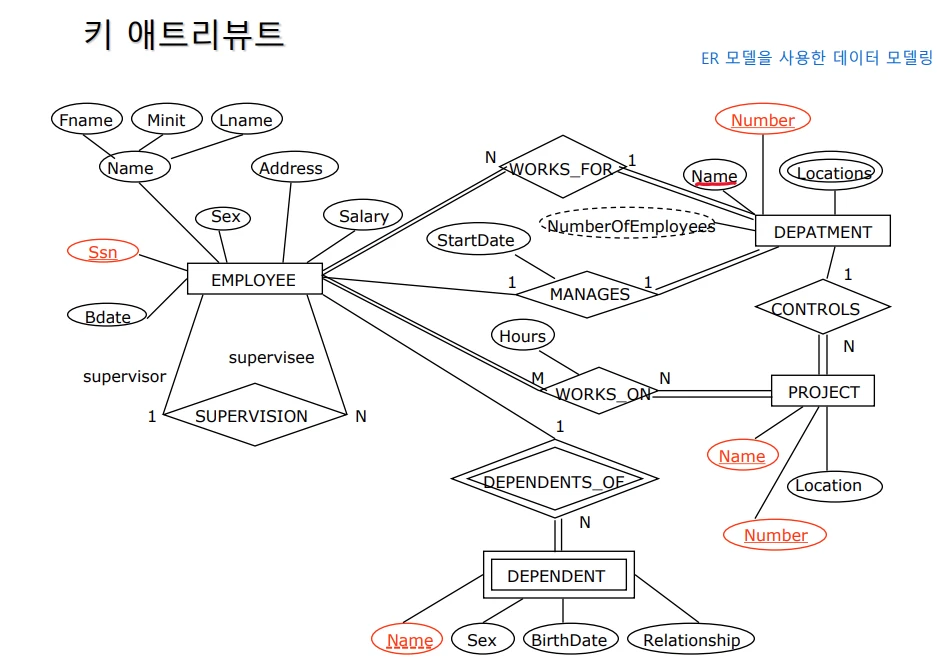 키 애트리뷰트
ER 모델을 사용한 데이터 모델링
Fname
Minit
Lname
Number
Name
Address
N
WORKS_FOR
1
Name
Locations
Sex
Salary
NumberOfEmployees
DEPATMENT
StartDate
Ssn
EMPLOYEE
1
MANAGES
1
1
CONTROLS
Bdate
Hours
N
supervisee
supervisor
M
WORKS_ON
N
PROJECT
1
SUPERVISION
N
1
Name
DEPENDENTS_OF
Location
N
Number
DEPENDENT
Name
Sex
BirthDate
Relationship